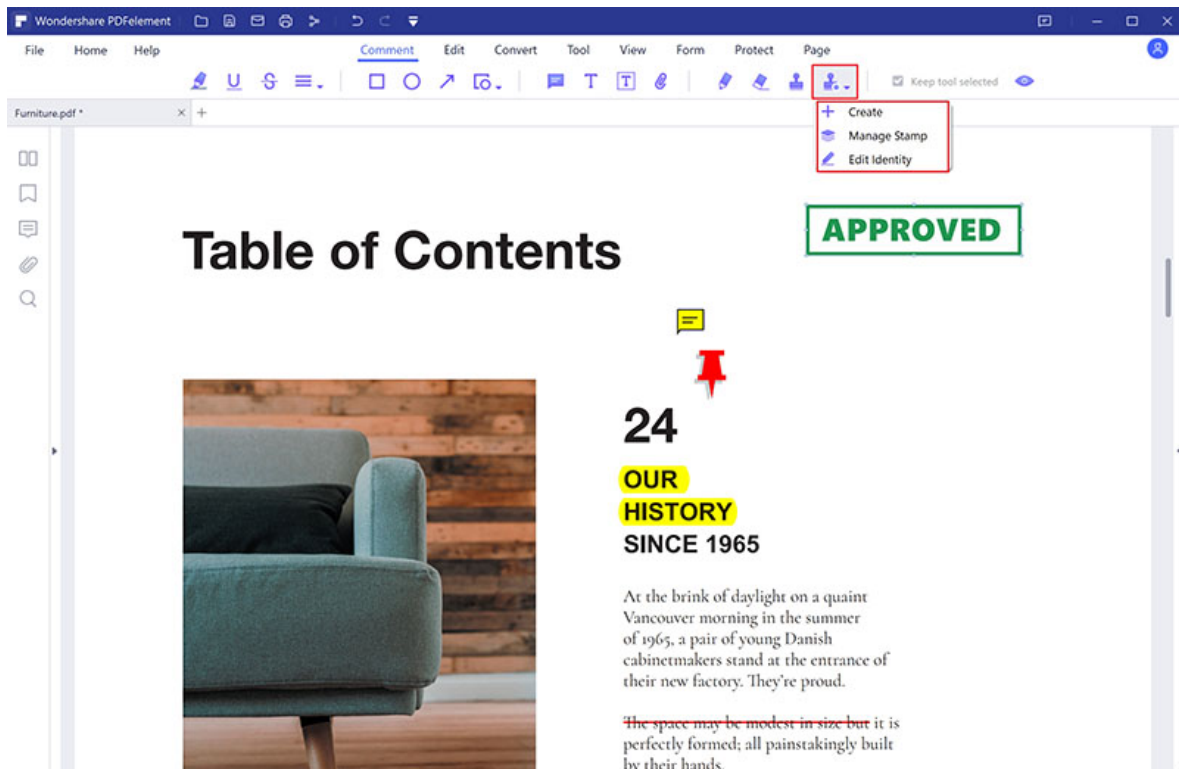 Wondershare PDFelement
File Home Help Comment Edit Convert Tool View Form Protect Page
Keep tool selected
Furniture.pdf *
Create
Manage Stamp
Edit Identity
APPROVED
Table of Contents
24
OUR
HISTORY
SINCE 1965
At the brink of daylight on a quaint
Vancouver morning in the summer
of 1965, a pair of young Danish
cabinetmakers stand at the entrance of
their new factory. They're proud.
The space may be modest in size but it is
perfectly formed; all painstakingly built
by their hands.